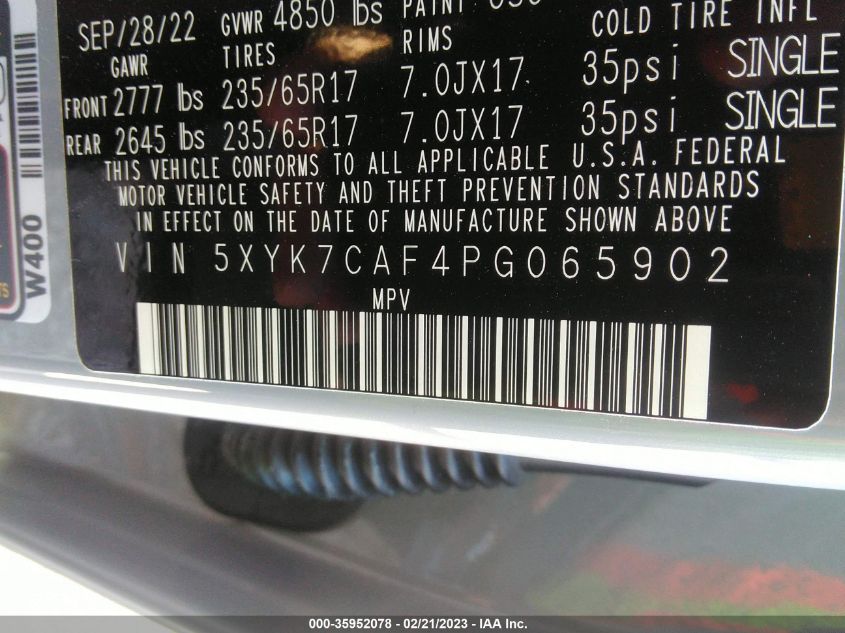 SEP/28/22 GVWR 4850 lbs PAINT
GAWR TIRES RIMS COLD TIRE INFL
FRONT 2777 lbs 235/65R17 7.0JX17 35psi SINGLE
REAR 2645 lbs 235/65R17 7.0JX17 35psi SINGLE
THIS VEHICLE CONFORMS TO ALL APPLICABLE U.S.A. FEDERAL
MOTOR VEHICLE SAFETY AND THEFT PREVENTION STANDARDS
IN EFFECT ON THE DATE OF MANUFACTURE SHOWN ABOVE
VIN 5XYK7CAF4PG065902
MPV
W400
000-35952078 - 02/21/2023 - IAA Inc.